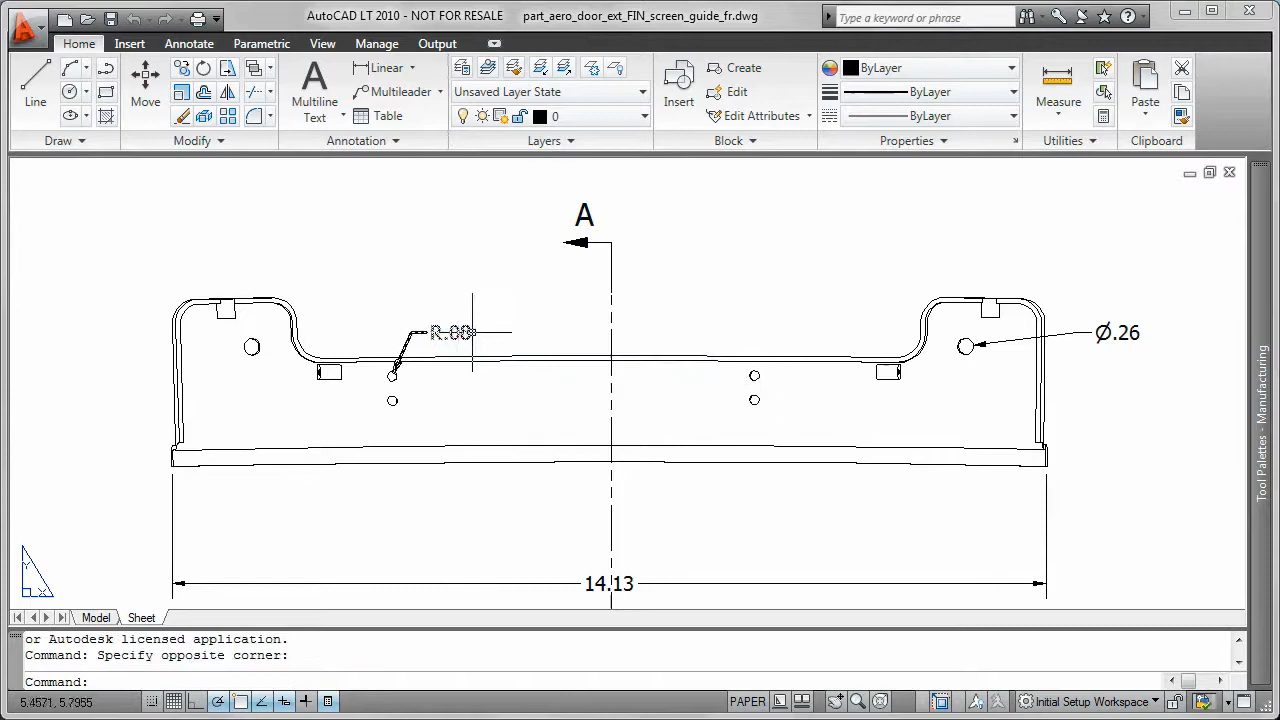 AutoCAD LT 2010 - NOT FOR RESALE part_aero_door_ext_FIN_screen_guide_fr.dwg
Type a keyword or phrase
Home Insert Annotate Parametric View Manage Output
Line
Move
Multiline Text
Linear
Multileader
Table
Unsaved Layer State
0
Insert
Create
Edit
Edit Attributes
ByLayer
ByLayer
ByLayer
Measure
Paste
Draw Modify Annotation Layers Block Properties Utilities Clipboard
A
R.08
Ø.26
14.13
Y
X
Tool Palettes - Manufacturing
Model Sheet
or Autodesk licensed application.
Command: Specify opposite corner:
Command:
5.4571, 5.7955
PAPER
Initial Setup Workspace